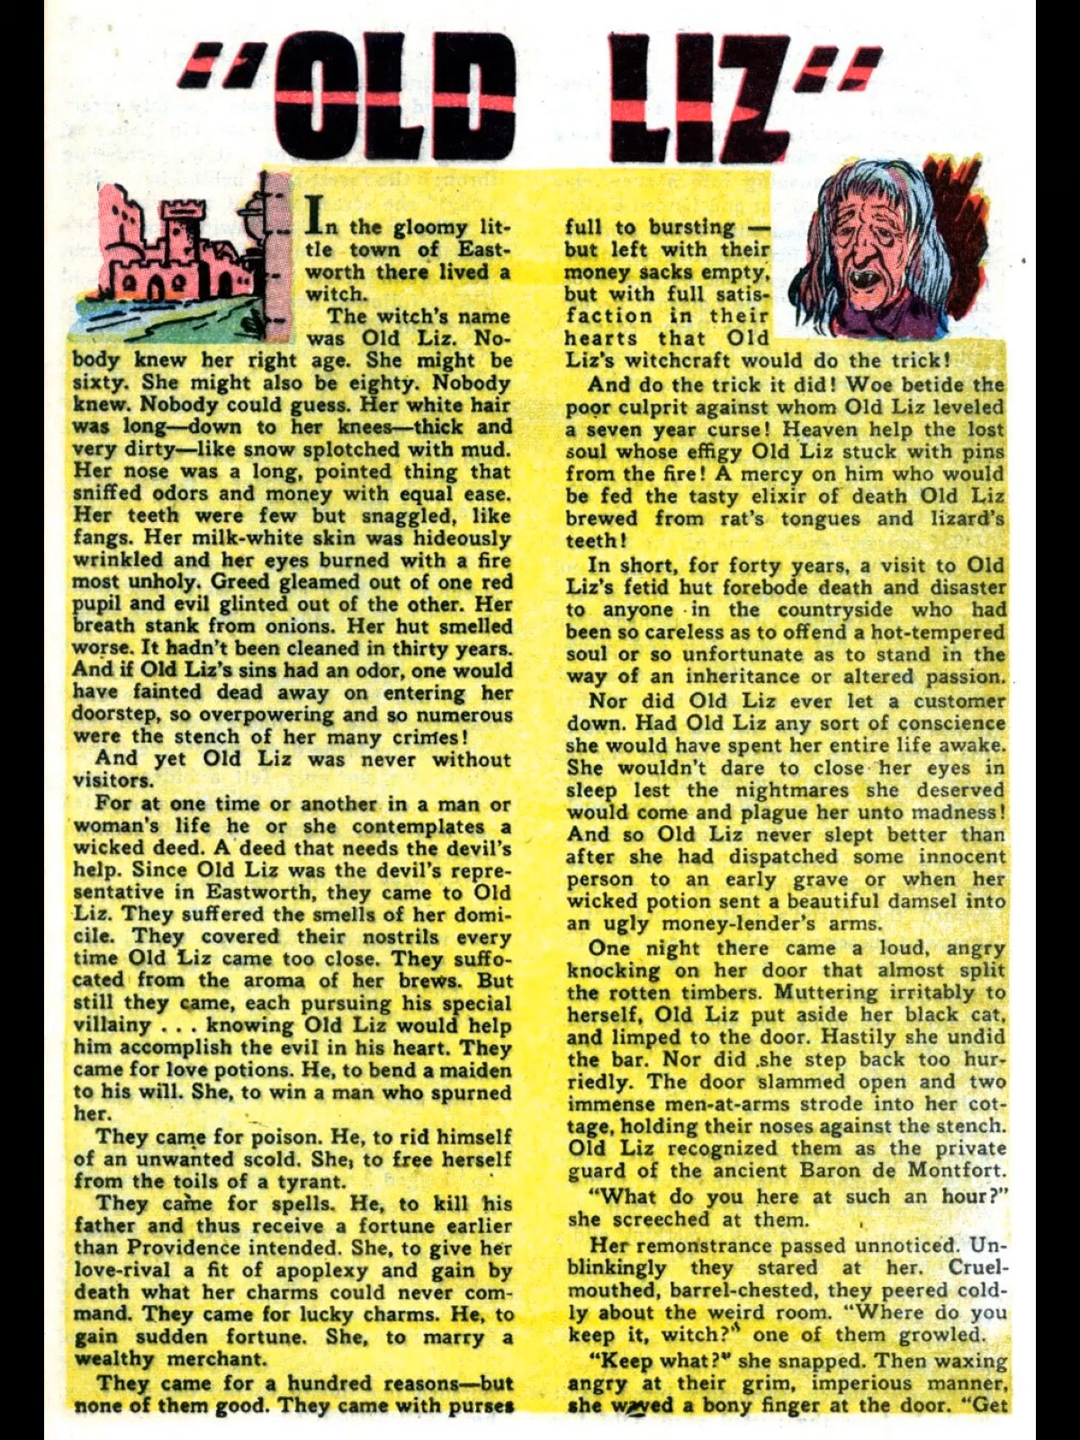 "OLD LIZ"
In the gloomy lit-
tle town of East-
worth there lived a
witch.
The witch's name
was Old Liz. No-
body knew her right age. She might be
sixty. She might also be eighty. Nobody
knew. Nobody could guess. Her white hair
was long—down to her knees—thick and
very dirty—like snow splotched with mud.
Her nose was a long, pointed thing that
sniffed odors and money with equal ease.
Her teeth were few but snaggled, like
fangs. Her milk-white skin was hideously
wrinkled and her eyes burned with a fire
most unholy. Greed gleamed out of one red
pupil and evil glinted out of the other. Her
breath stank from onions. Her hut smelled
worse. It hadn't been cleaned in thirty years.
And if Old Liz's sins had an odor, one would
have fainted dead away on entering her
doorstep, so overpowering and so numerous
were the stench of her many crimes!
And yet Old Liz was never without
visitors.
For at one time or another in a man or
woman's life he or she contemplates a
wicked deed. A deed that needs the devil's
help. Since Old Liz was the devil's repre-
sentative in Eastworth, they came to Old
Liz. They suffered the smells of her domi-
cile. They covered their nostrils every
time Old Liz came too close. They suffo-
cated from the aroma of her brews. But
still they came, each pursuing his special
villainy . . . knowing Old Liz would help
him accomplish the evil in his heart. They
came for love potions. He, to bend a maiden
to his will. She, to win a man who spurned
her.
They came for poison. He, to rid himself
of an unwanted scold. She, to free herself
from the toils of a tyrant.
They came for spells. He, to kill his
father and thus receive a fortune earlier
than Providence intended. She, to give her
love-rival a fit of apoplexy and gain by
death what her charms could never com-
mand. They came for lucky charms. He, to
gain sudden fortune. She, to marry a
wealthy merchant.
They came for a hundred reasons—but
none of them good. They came with purses
full to bursting —
but left with their
money sacks empty,
but with full satis-
faction in their
hearts that Old
Liz's witchcraft would do the trick!
And do the trick it did! Woe betide the
poor culprit against whom Old Liz leveled
a seven year curse! Heaven help the lost
soul whose effigy Old Liz stuck with pins
from the fire! A mercy on him who would
be fed the tasty elixir of death Old Liz
brewed from rat's tongues and lizard's
teeth!
In short, for forty years, a visit to Old
Liz's fetid hut forebode death and disaster
to anyone in the countryside who had
been so careless as to offend a hot-tempered
soul or so unfortunate as to stand in the
way of an inheritance or altered passion.
Nor did Old Liz ever let a customer
down. Had Old Liz any sort of conscience
she would have spent her entire life awake.
She wouldn't dare to close her eyes in
sleep lest the nightmares she deserved
would come and plague her unto madness!
And so Old Liz never slept better than
after she had dispatched some innocent
person to an early grave or when her
wicked potion sent a beautiful damsel into
an ugly money-lender's arms.
One night there came a loud, angry
knocking on her door that almost split
the rotten timbers. Muttering irritably to
herself, Old Liz put aside her black cat,
and limped to the door. Hastily she undid
the bar. Nor did she step back too hur-
riedly. The door slammed open and two
immense men-at-arms strode into her cot-
tage, holding their noses against the stench.
Old Liz recognized them as the private
guard of the ancient Baron de Montfort.
"What do you here at such an hour?"
she screeched at them.
Her remonstrance passed unnoticed. Un-
blinkingly they stared at her. Cruel-
mouthed, barrel-chested, they peered cold-
ly about the weird room. "Where do you
keep it, witch?" one of them growled.
"Keep what?" she snapped. Then waxing
angry at their grim, imperious manner,
she waved a bony finger at the door. "Get